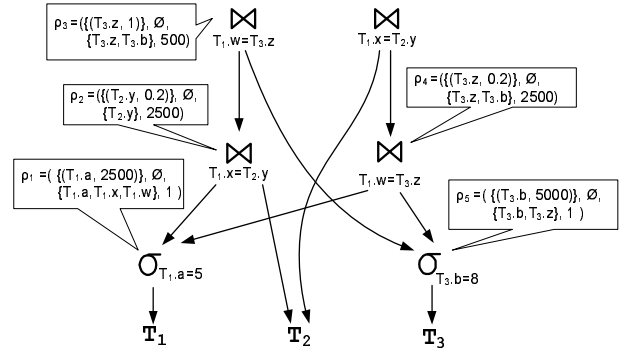 ρ₃ =({(T₃.z, 1)}, Ø,
{T₃.z,T₃.b}, 500)
⋈
T₁.w=T₃.z
⋈
T₁.x=T₂.y
ρ₂ =({(T₂.y, 0.2)}, Ø,
{T₂.y}, 2500)
ρ₄ =({(T₃.z, 0.2)}, Ø,
{T₃.z,T₃.b}, 2500)
⋈
T₁.x=T₂.y
⋈
T₁.w=T₃.z
ρ₁ = ( {(T₁.a, 2500)}, Ø,
{T₁.a,T₁.x,T₁.w}, 1 )
ρ₅ = ( {(T₃.b, 5000)}, Ø,
{T₃.b,T₃.z}, 1 )
σ T₁.a=5
σ T₃.b=8
T₁
T₂
T₃